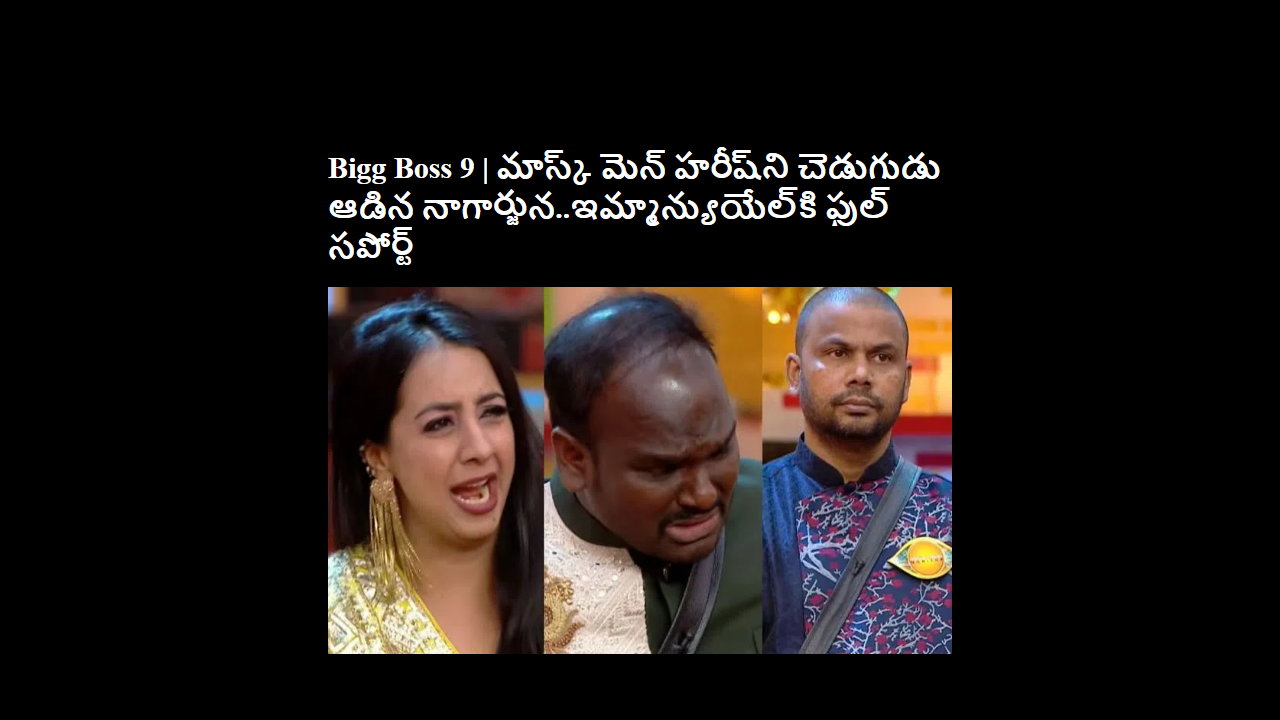 Bigg Boss 9 | మాస్క్ మెన్ హరీష్‌ని చెడుగుడు
ఆడిన నాగార్జున..ఇమ్మాన్యుయేల్‌కి ఫుల్
సపోర్ట్